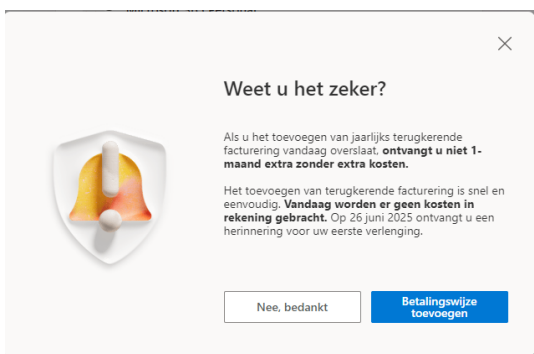 Weet u het zeker?
Als u het toevoegen van jaarlijks terugkerende
facturering vandaag overslaat, ontvangt u niet 1-
maand extra zonder extra kosten.
Het toevoegen van terugkerende facturering is snel en
eenvoudig. Vandaag worden er geen kosten in
rekening gebracht. Op 26 juni 2025 ontvangt u een
herinnering voor uw eerste verlenging.
Nee, bedankt
Betalingswijze
toevoegen